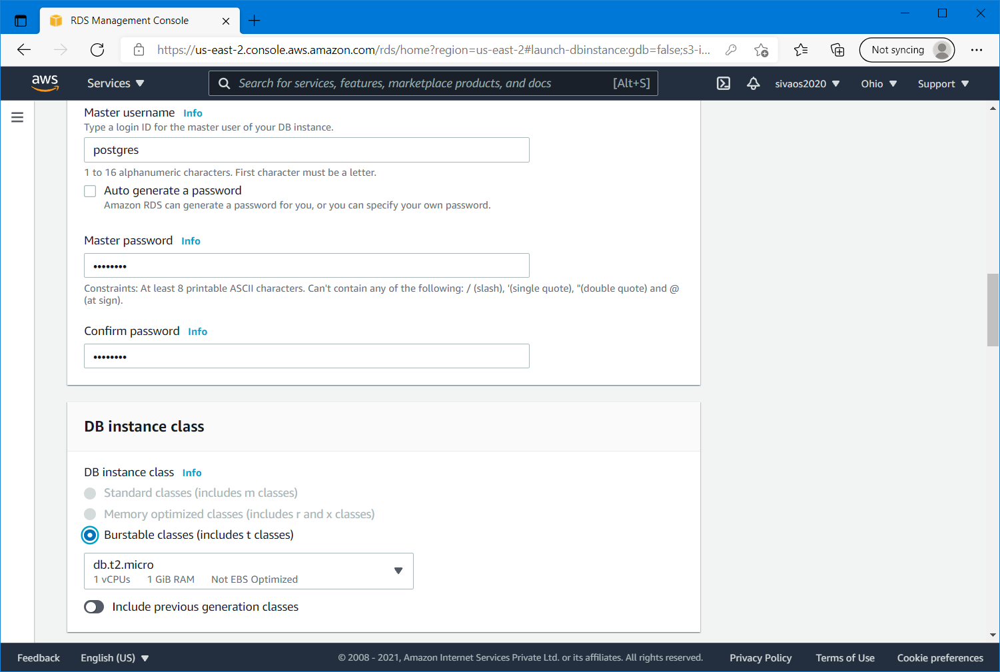 RDS Management Console
https://us-east-2.console.aws.amazon.com/rds/home?region=us-east-2#launch-dbinstance:gdb=false;s3-i...
Not syncing
aws
Services
Search for services, features, marketplace products, and docs
[Alt+S]
sivaos2020
Ohio
Support
Master username Info
Type a login ID for the master user of your DB instance.
postgres
1 to 16 alphanumeric characters. First character must be a letter.
Auto generate a password
Amazon RDS can generate a password for you, or you can specify your own password.
Master password Info
••••••••
Constraints: At least 8 printable ASCII characters. Can't contain any of the following: / (slash), '(single quote), "(double quote) and @
(at sign).
Confirm password Info
••••••••
DB instance class
DB instance class Info
Standard classes (includes m classes)
Memory optimized classes (includes r and x classes)
Burstable classes (includes t classes)
db.t2.micro
1 vCPUs 1 GiB RAM Not EBS Optimized
Include previous generation classes
Feedback
English (US)
© 2008 - 2021, Amazon Internet Services Private Ltd. or its affiliates. All rights reserved.
Privacy Policy
Terms of Use
Cookie preferences